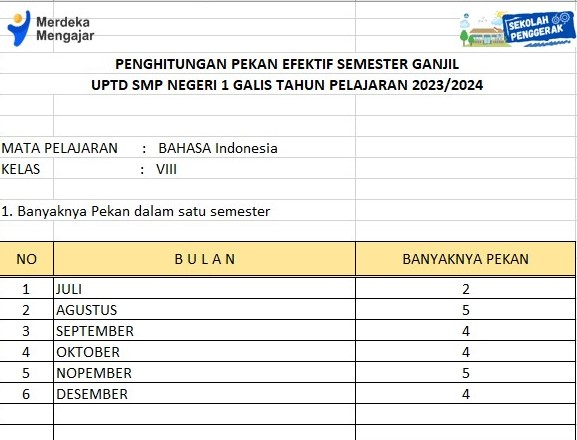 Merdeka
Mengajar
SEKOLAH
PENGGERAK
PENGHITUNGAN PEKAN EFEKTIF SEMESTER GANJIL
UPTD SMP NEGERI 1 GALIS TAHUN PELAJARAN 2023/2024
MATA PELAJARAN : BAHASA Indonesia
KELAS : VIII
1. Banyaknya Pekan dalam satu semester
NO B U L A N BANYAKNYA PEKAN
1 JULI 2
2 AGUSTUS 5
3 SEPTEMBER 4
4 OKTOBER 4
5 NOPEMBER 5
6 DESEMBER 4